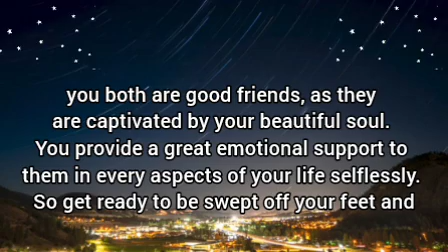 you both are good friends, as they
are captivated by your beautiful soul.
You provide a great emotional support to
them in every aspects of your life selflessly.
So get ready to be swept off your feet and